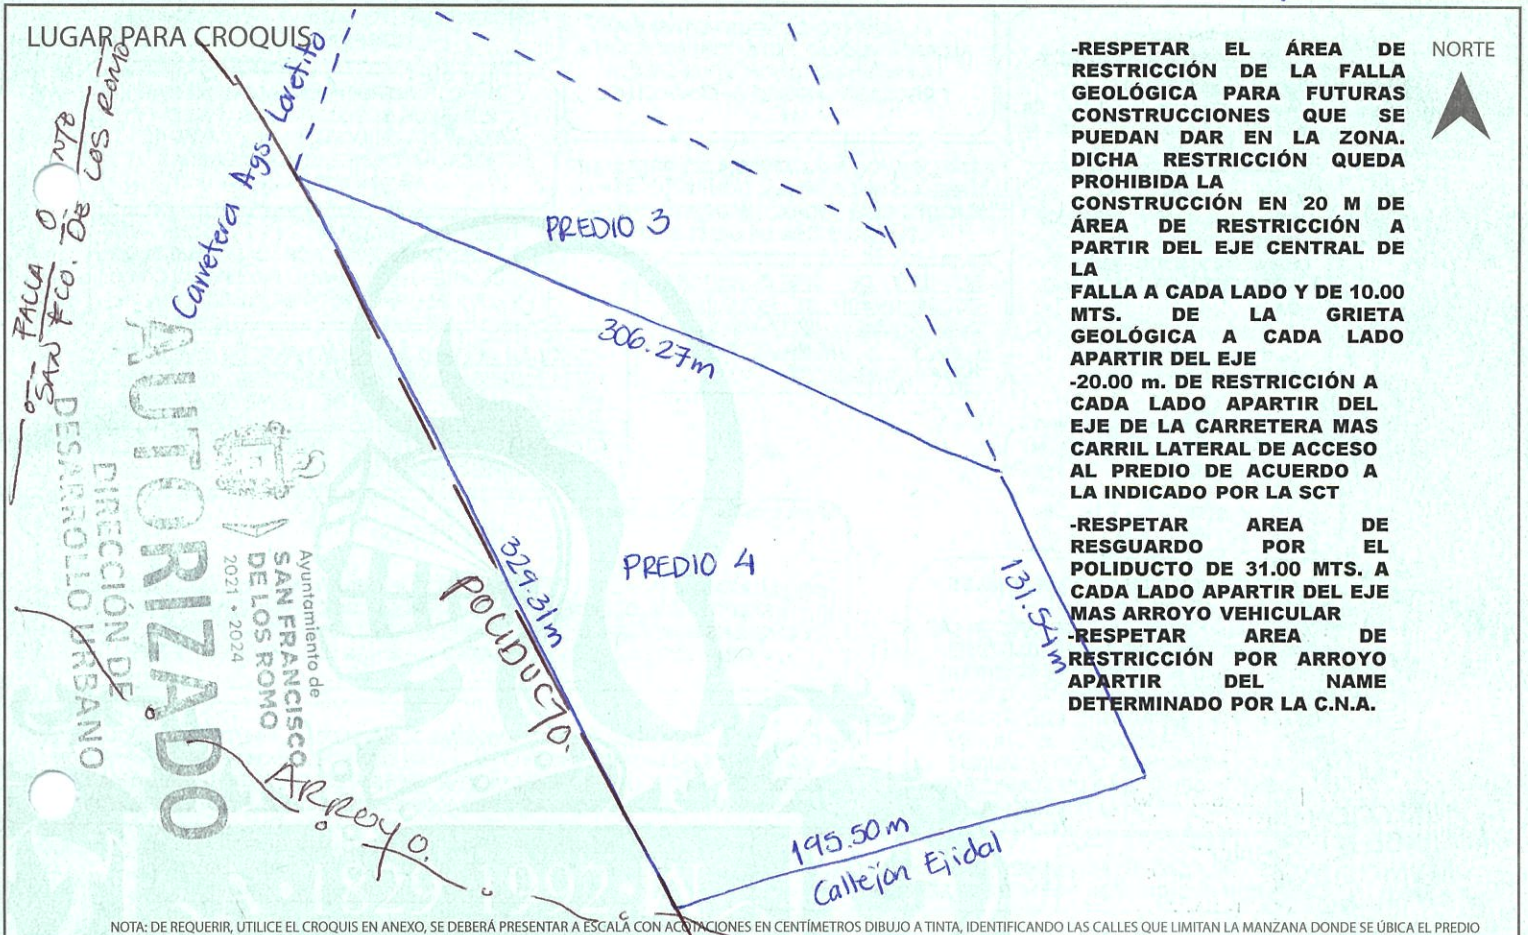 LUGAR PARA CROQUIS
NORTE
Carretera Ags-Loretito
FALLA O
INTE
SAN FCO. DE LOS ROMO
PREDIO 3
306.27m
PREDIO 4
329.31m
POLIDUCTO.
131.54m
195.50m
Callejon Ejidal
ARROYO.
AUTORIZADO
DIRECCIÓN DE
DESARROLLO URBANO
Ayuntamiento de
SAN FRANCISCO
DE LOS ROMO
2021 • 2024
-RESPETAR EL ÁREA DE
RESTRICCIÓN DE LA FALLA
GEOLÓGICA PARA FUTURAS
CONSTRUCCIONES QUE SE
PUEDAN DAR EN LA ZONA.
DICHA RESTRICCIÓN QUEDA
PROHIBIDA LA
CONSTRUCCIÓN EN 20 M DE
ÁREA DE RESTRICCIÓN A
PARTIR DEL EJE CENTRAL DE
LA
FALLA A CADA LADO Y DE 10.00
MTS. DE LA GRIETA
GEOLÓGICA A CADA LADO
APARTIR DEL EJE
-20.00 m. DE RESTRICCIÓN A
CADA LADO APARTIR DEL
EJE DE LA CARRETERA MAS
CARRIL LATERAL DE ACCESO
AL PREDIO DE ACUERDO A
LA INDICADO POR LA SCT
-RESPETAR AREA DE
RESGUARDO POR EL
POLIDUCTO DE 31.00 MTS. A
CADA LADO APARTIR DEL EJE
MAS ARROYO VEHICULAR
-RESPETAR AREA DE
RESTRICCIÓN POR ARROYO
APARTIR DEL NAME
DETERMINADO POR LA C.N.A.
NOTA: DE REQUERIR, UTILICE EL CROQUIS EN ANEXO, SE DEBERÁ PRESENTAR A ESCALA CON ACOTACIONES EN CENTÍMETROS DIBUJO A TINTA, IDENTIFICANDO LAS CALLES QUE LIMITAN LA MANZANA DONDE SE ÚBICA EL PREDIO